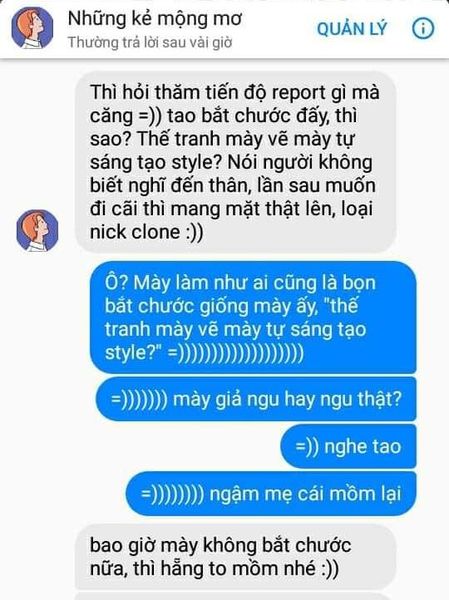 Những kẻ mộng mơ
Thường trả lời sau vài giờ
QUẢN LÝ
Thì hỏi thăm tiến độ report gì mà
căng =)) tao bắt chước đấy, thì
sao? Thế tranh mày vẽ mày tự
sáng tạo style? Nói người không
biết nghĩ đến thân, lần sau muốn
đi cãi thì mang mặt thật lên, loại
nick clone :))
Ô? Mày làm như ai cũng là bọn
bắt chước giống mày ấy, "thế
tranh mày vẽ mày tự sáng tạo
style?" =)))))))))))))))))))
=))))))) mày giả ngu hay ngu thật?
=)) nghe tao
=)))))))) ngậm mẹ cái mồm lại
bao giờ mày không bắt chước
nữa, thì hẵng to mồm nhé :))